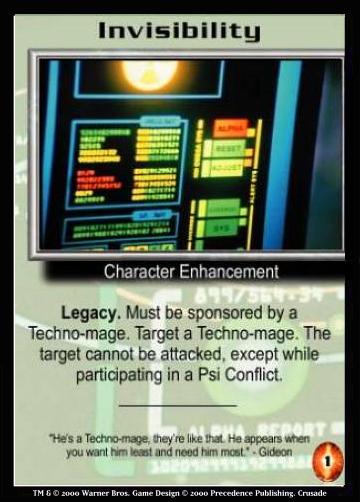 Invisibility
ALPHA
RESET
ADJUST
SYS
Character Enhancement
Legacy. Must be sponsored by a
Techno-mage. Target a Techno-mage. The
target cannot be attacked, except while
participating in a Psi Conflict.
ALPHA REPORT
"He's a Techno-mage, they're like that. He appears when
you want him least and need him most." - Gideon
1
TM & © 2000 Warner Bros. Game Design © 2000 Precedence Publishing. Crusade